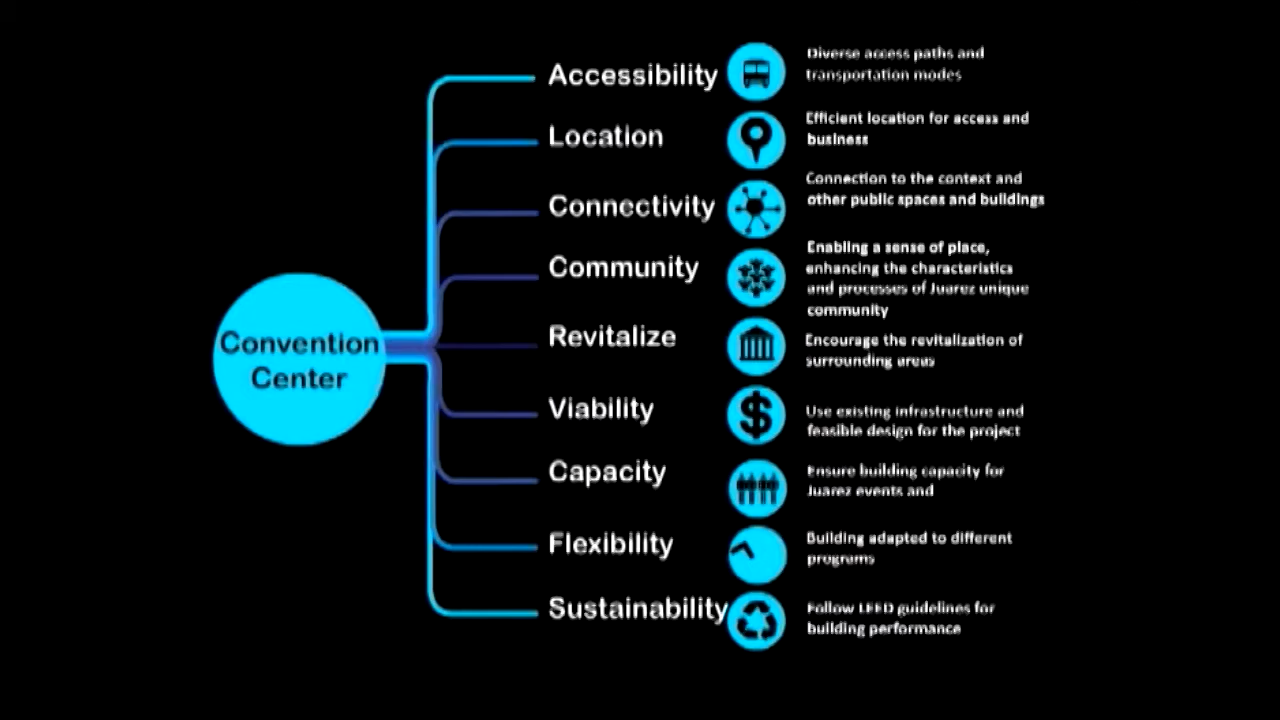 Convention
Center
Accessibility
Diverse access paths and
transportation modes
Location
Efficient location for access and
business
Connectivity
Connection to the context and
other public spaces and buildings
Community
Enabling a sense of place,
enhancing the characteristics
and processes of Juarez unique
community
Revitalize
Encourage the revitalization of
surrounding areas
Viability
$
Use existing infrastructure and
feasible design for the project
Capacity
Ensure building capacity for
Juarez events and
Flexibility
Building adapted to different
programs
Sustainability
Follow LEED guidelines for
building performance